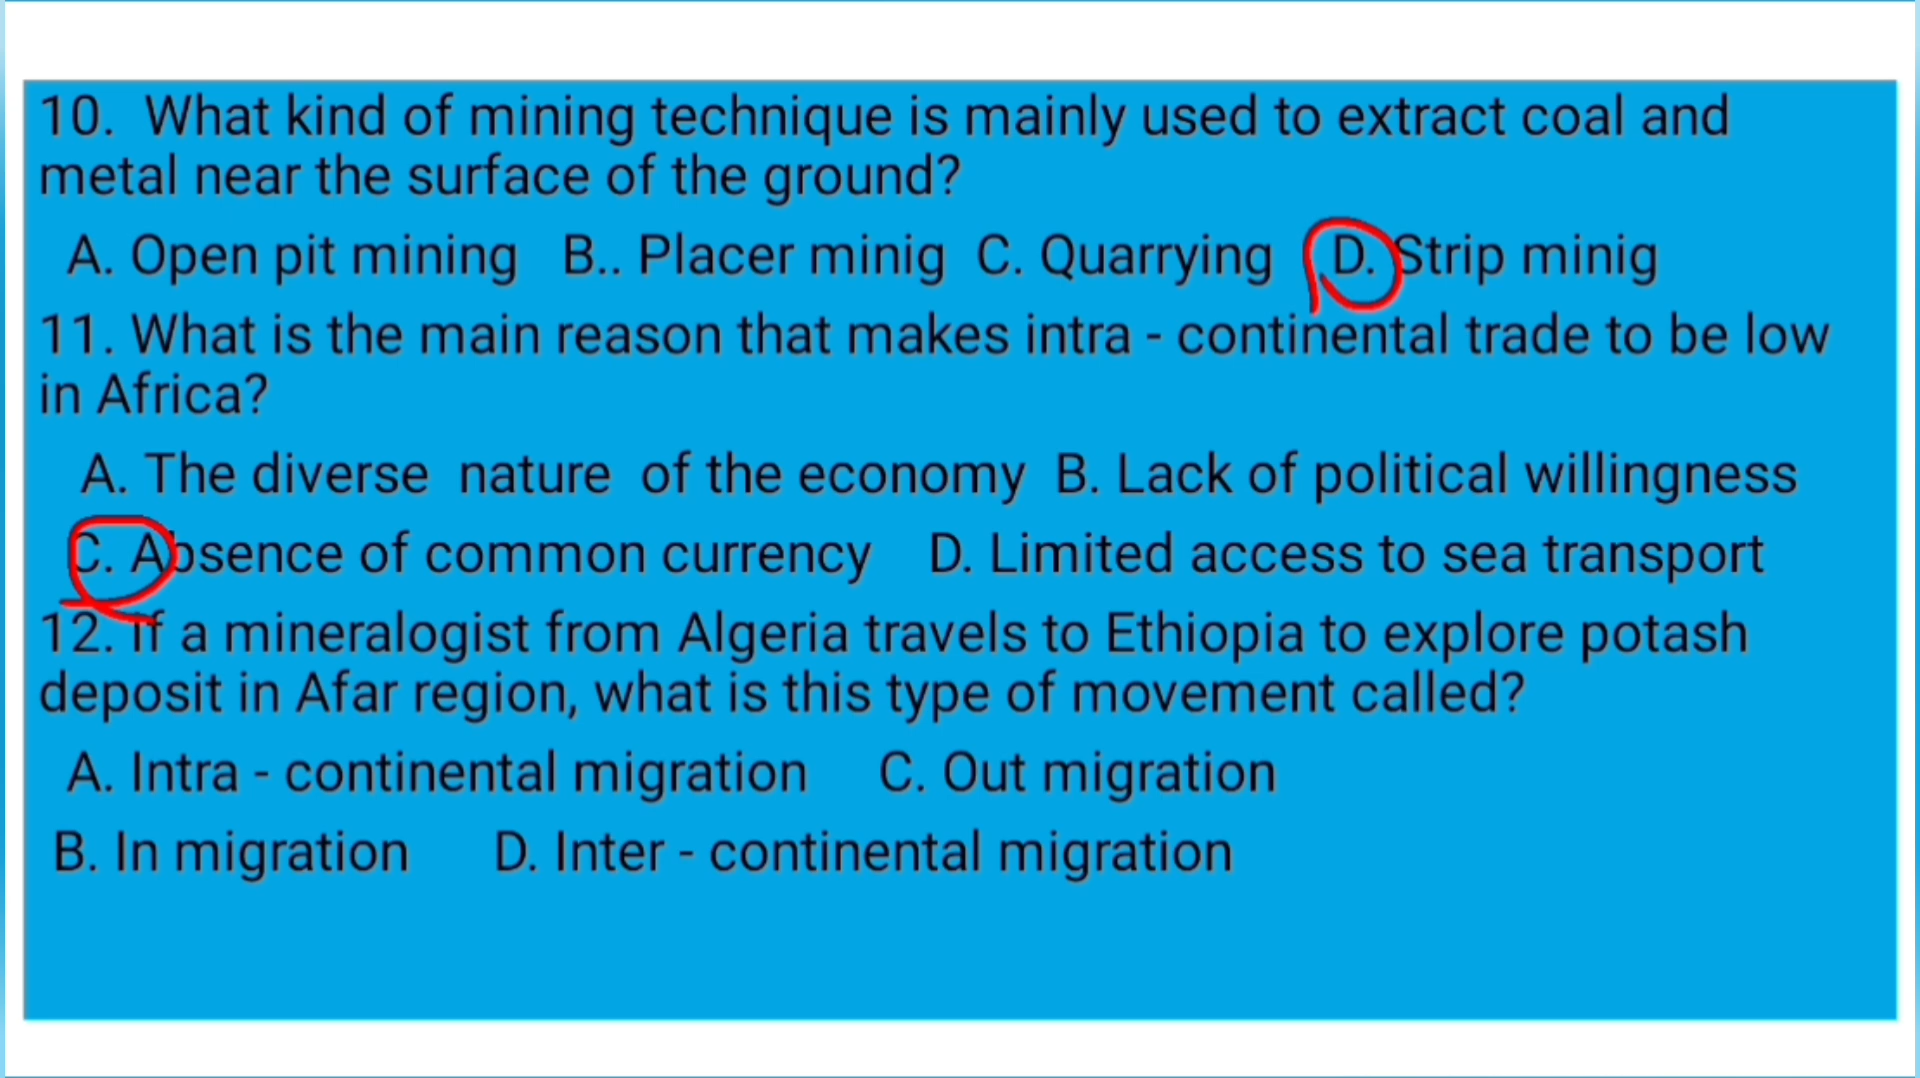 10. What kind of mining technique is mainly used to extract coal and
metal near the surface of the ground?
A. Open pit mining B.. Placer minig C. Quarrying D. Strip minig
11. What is the main reason that makes intra - continental trade to be low
in Africa?
A. The diverse nature of the economy B. Lack of political willingness
C. Absence of common currency D. Limited access to sea transport
12. If a mineralogist from Algeria travels to Ethiopia to explore potash
deposit in Afar region, what is this type of movement called?
A. Intra - continental migration C. Out migration
B. In migration D. Inter - continental migration